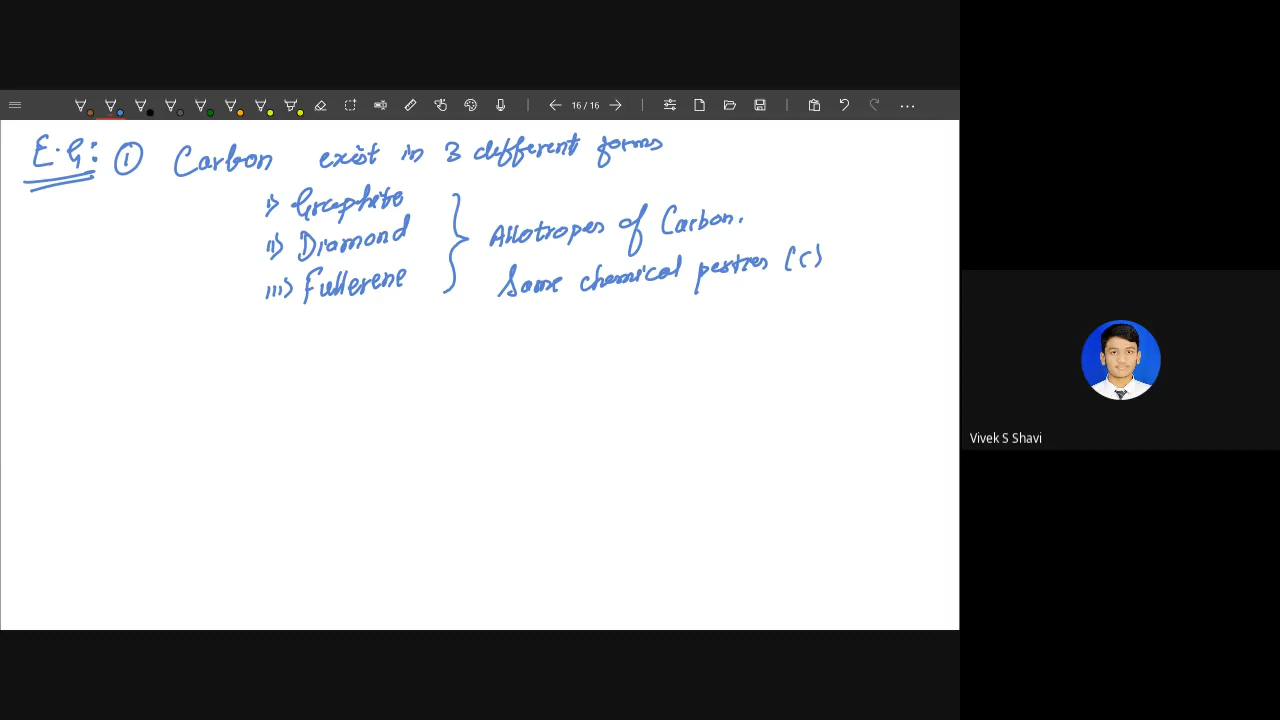 16 / 16
E.G: ① Carbon exist in 3 different forms
i) Graphite
ii) Diamond
iii) Fullerene
Allotropes of Carbon.
Same chemical perties (c)
Vivek S Shavi